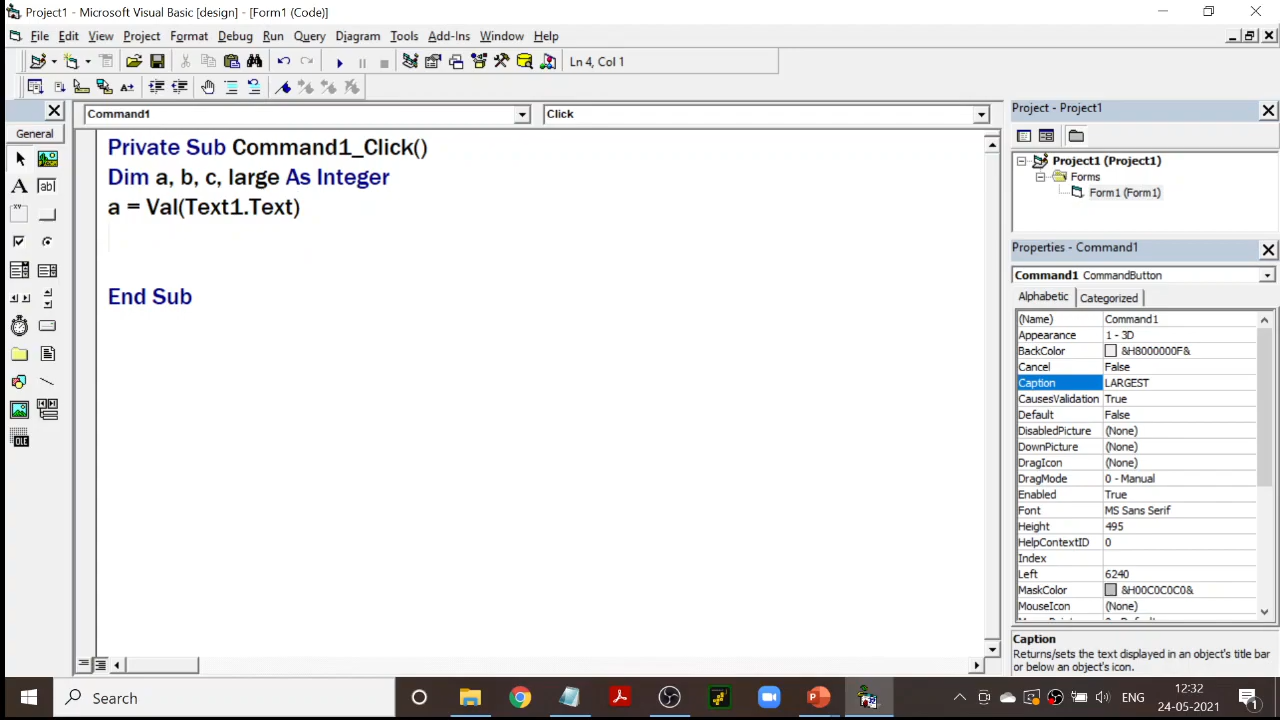 Project1 - Microsoft Visual Basic [design] - [Form1 (Code)]
File Edit View Project Format Debug Run Query Diagram Tools Add-Ins Window Help
Ln 4, Col 1
General
Command1 Click
Private Sub Command1_Click()
Dim a, b, c, large As Integer
a = Val(Text1.Text)
End Sub
Project - Project1
Project1 (Project1)
Forms
Form1 (Form1)
Properties - Command1
Command1 CommandButton
Alphabetic Categorized
(Name) Command1
Appearance 1 - 3D
BackColor &H8000000F&
Cancel False
Caption LARGEST
CausesValidation True
Default False
DisabledPicture (None)
DownPicture (None)
DragIcon (None)
DragMode 0 - Manual
Enabled True
Font MS Sans Serif
Height 495
HelpContextID 0
Index
Left 6240
MaskColor &H00C0C0C0&
MouseIcon (None)
Caption
Returns/sets the text displayed in an object's title bar
or below an object's icon.
Search
ENG
12:32
24-05-2021